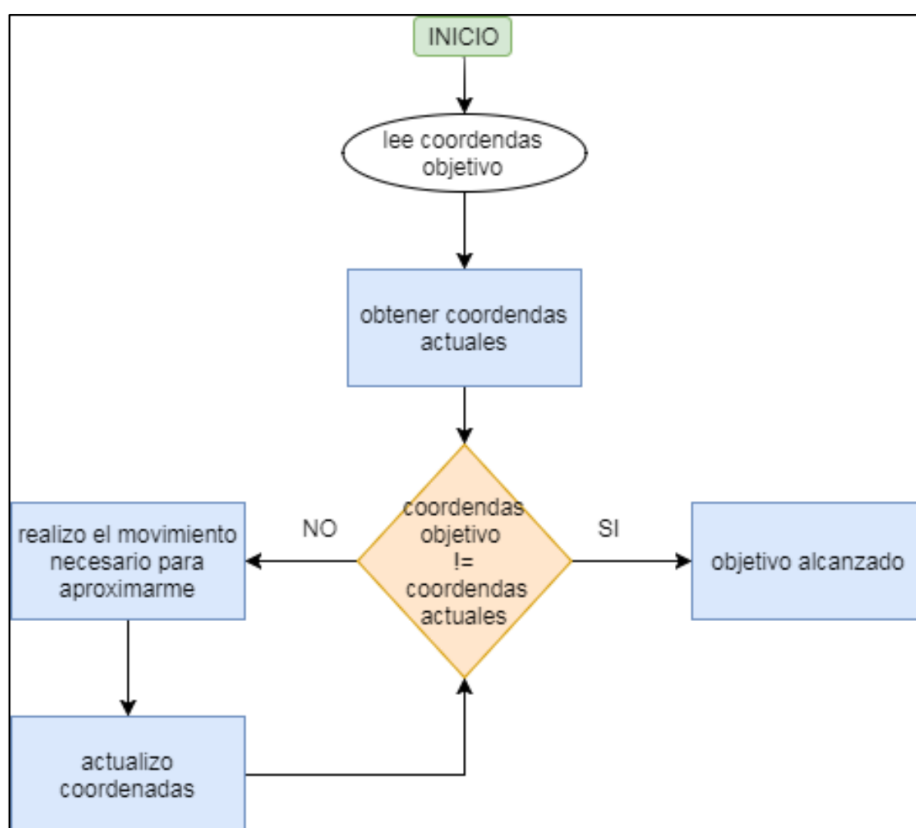 INICIO
lee coordendas
objetivo
obtener coordendas
actuales
coordendas
objetivo
!=
coordendas
actuales
NO
SI
realizo el movimiento
necesario para
aproximarme
objetivo alcanzado
actualizo
coordenadas